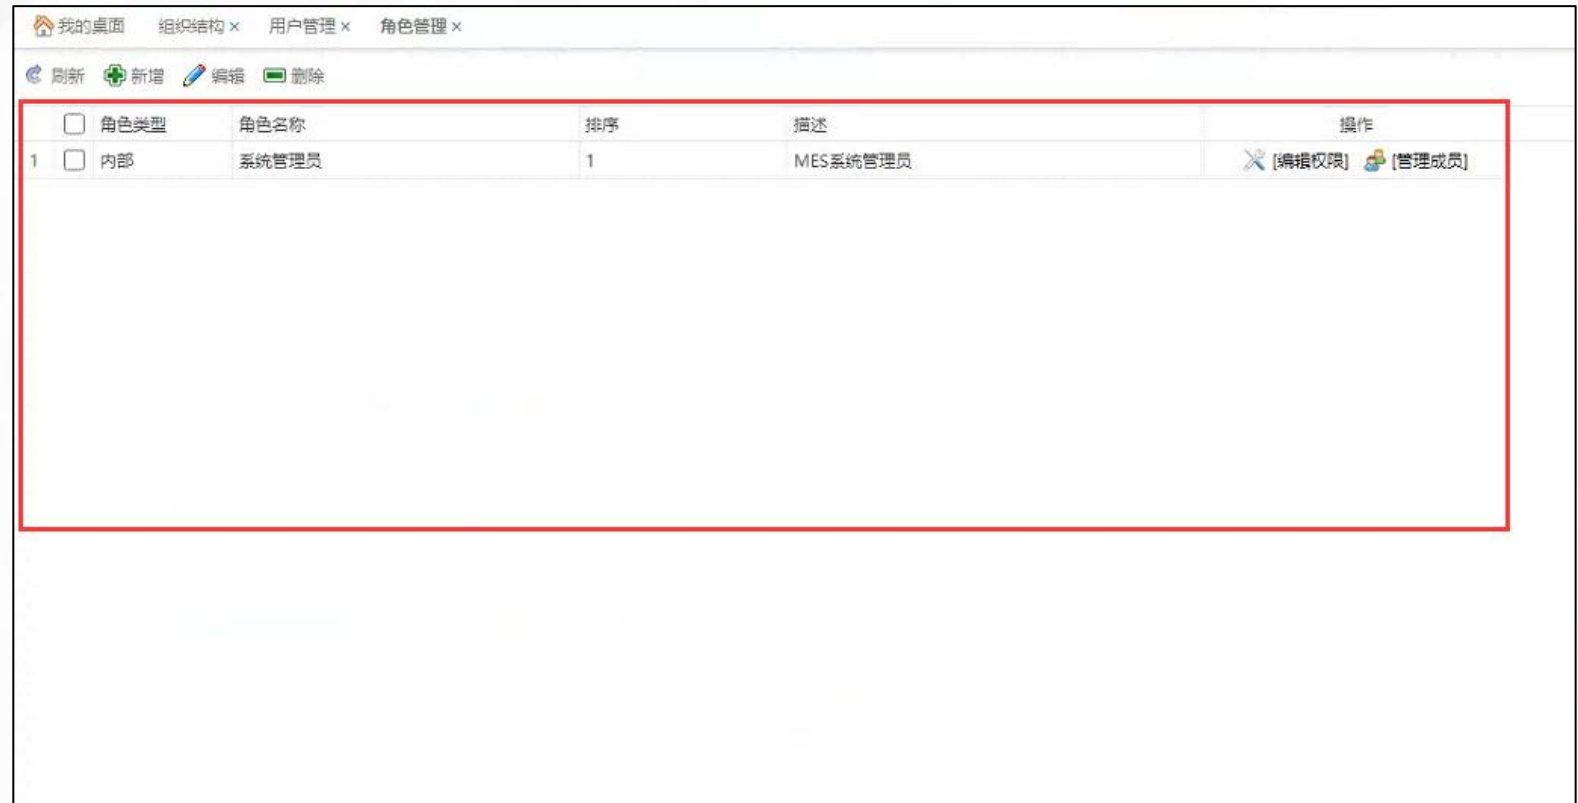 我的桌面 组织结构 × 用户管理 × 角色管理 ×
刷新 新增 编辑 删除
角色类型 角色名称 排序 描述 操作
1 内部 系统管理员 1 MES系统管理员 [编辑权限] [管理成员]